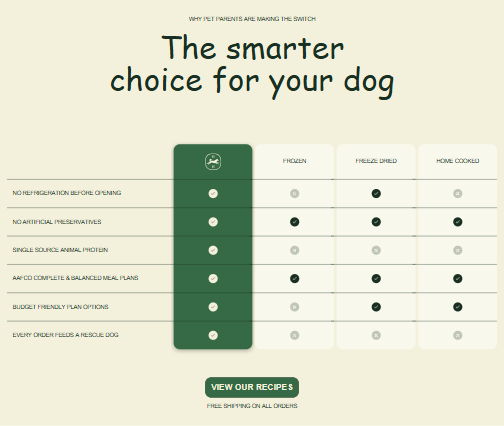 WHY PET PARENTS ARE MAKING THE SWITCH
The smarter
choice for your dog
FROZEN
FREEZE DRIED
HOME COOKED
NO REFRIGERATION BEFORE OPENING
NO ARTIFICIAL PRESERVATIVES
SINGLE SOURCE ANIMAL PROTEIN
AAFCO COMPLETE & BALANCED MEAL PLANS
BUDGET FRIENDLY PLAN OPTIONS
EVERY ORDER FEEDS A RESCUE DOG
VIEW OUR RECIPES
FREE SHIPPING ON ALL ORDERS